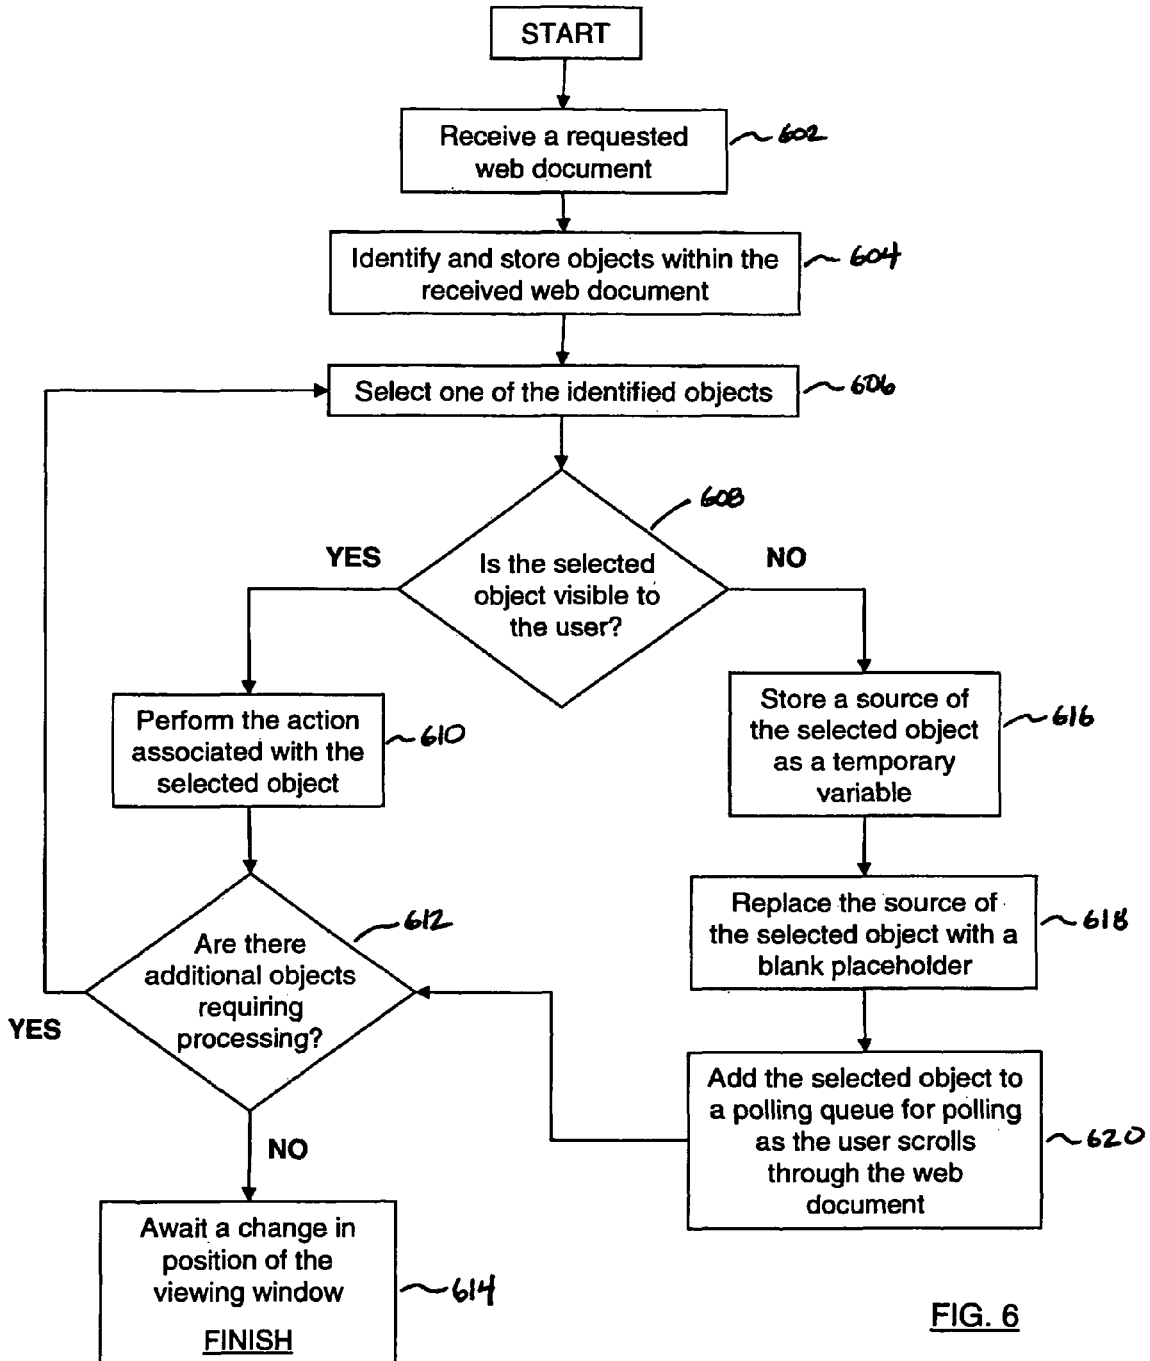 START
Receive a requested
web document
602
Identify and store objects within the
received web document
604
Select one of the identified objects
606
608
YES
NO
Is the selected
object visible to
the user?
Perform the action
associated with the
selected object
610
Store a source of
the selected object
as a temporary
variable
616
612
Are there
additional objects
requiring
processing?
YES
NO
Replace the source of
the selected object with a
blank placeholder
618
Add the selected object to
a polling queue for polling
as the user scrolls
through the web
document
620
Await a change in
position of the
viewing window
FINISH
614
FIG. 6